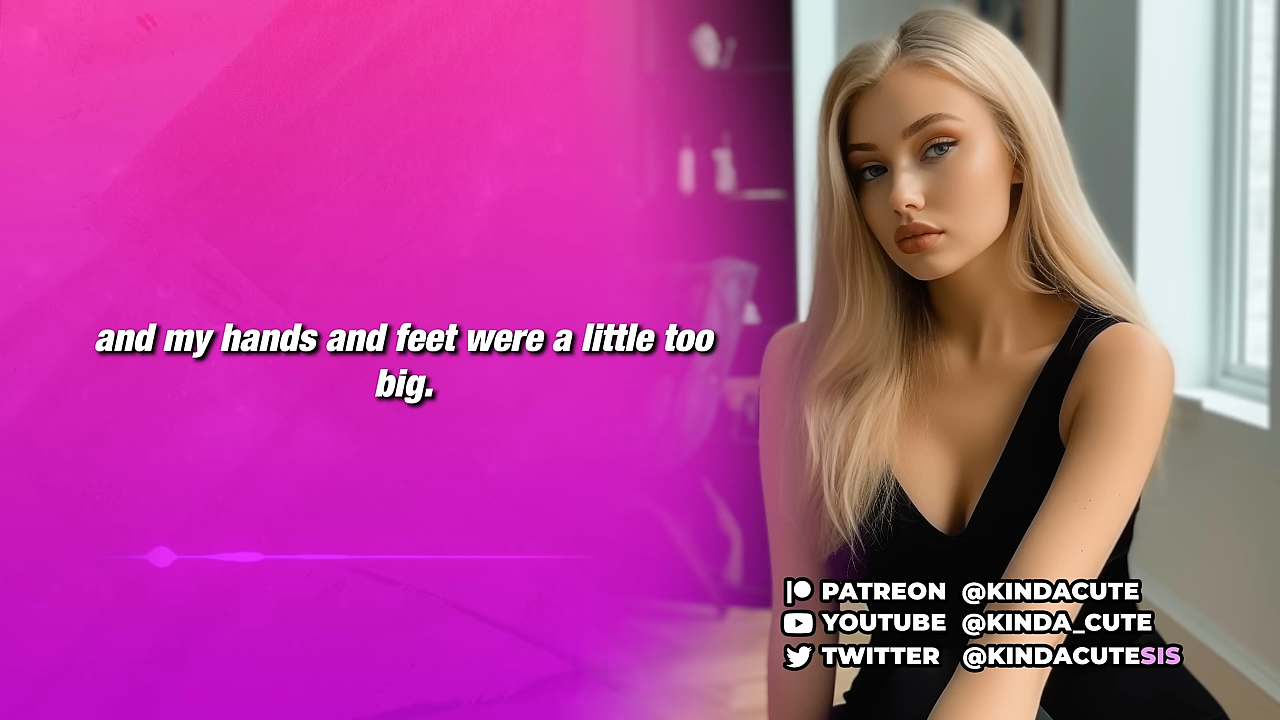 and my hands and feet were a little too
big.
PATREON @KINDACUTE
YOUTUBE @KINDA_CUTE
TWITTER @KINDACUTESIS